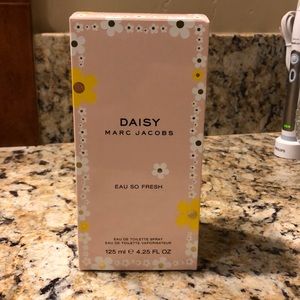 DAISY
MARC JACOBS
EAU SO FRESH
EAU DE TOILETTE SPRAY
EAU DE TOILETTE VAPORISATEUR
125 ml ℮ 4.25 FL OZ